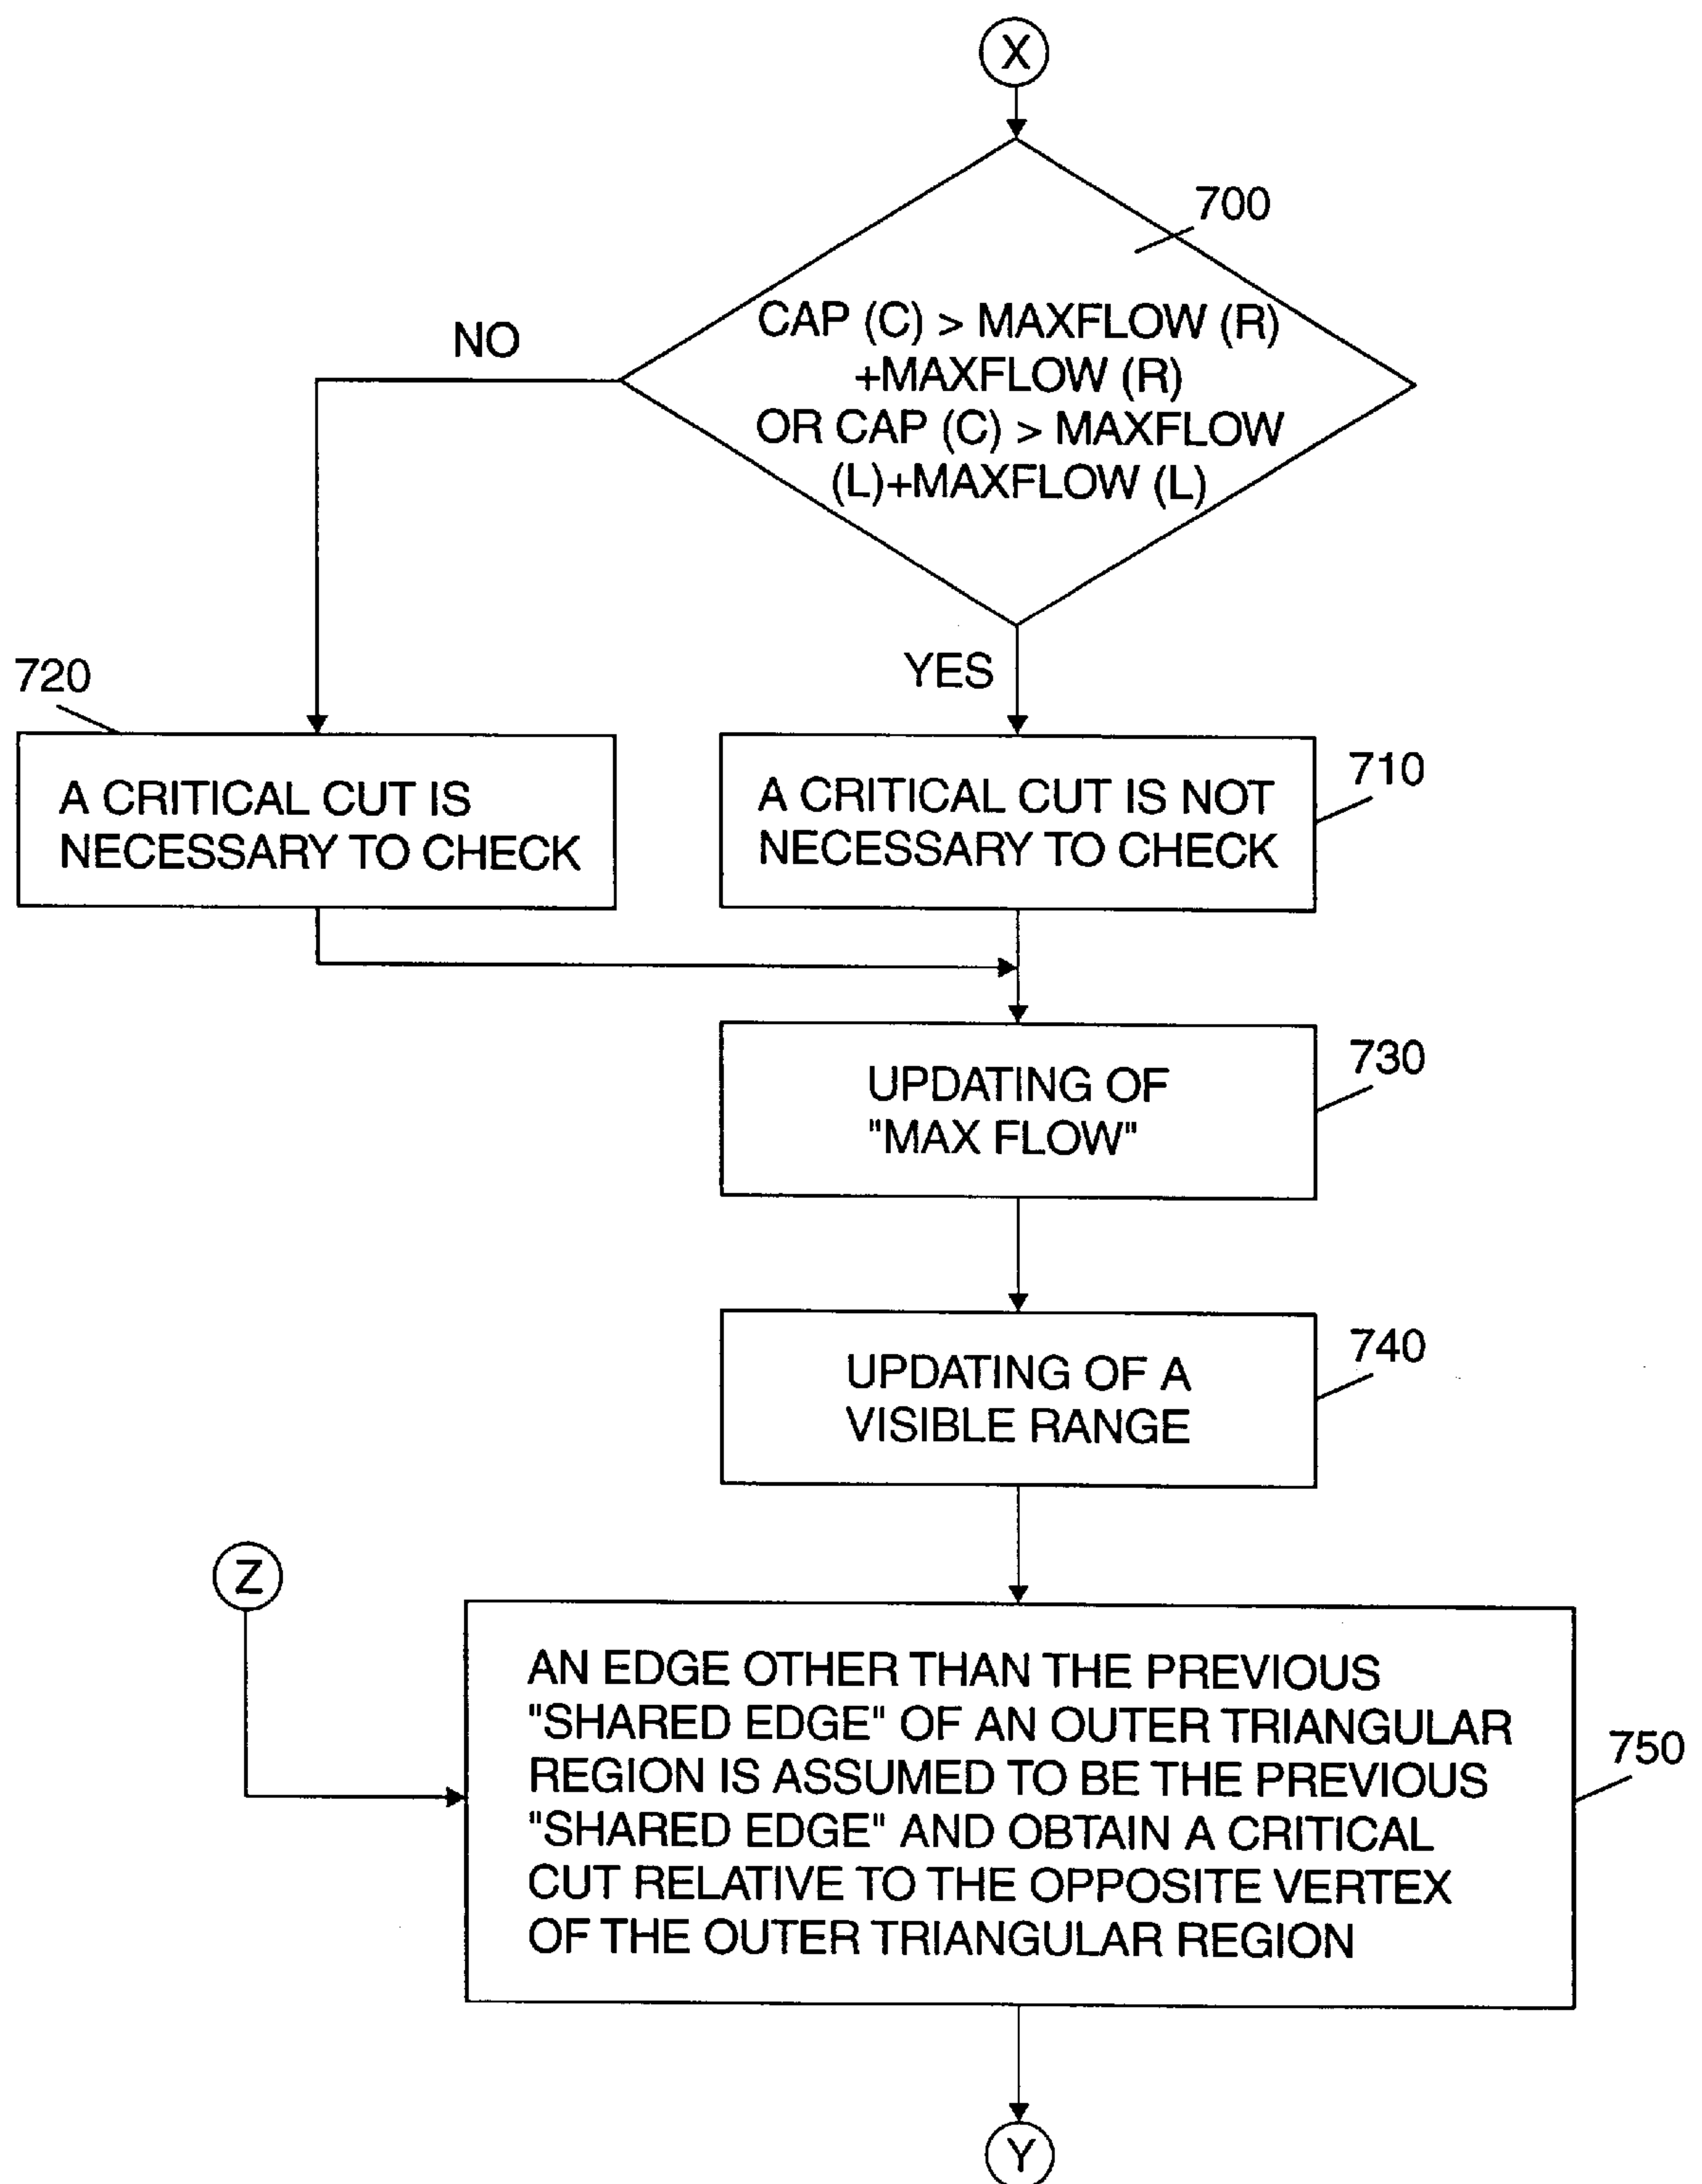 X
700
CAP (C) > MAXFLOW (R)
+MAXFLOW (R)
OR CAP (C) > MAXFLOW
(L)+MAXFLOW (L)
NO
YES
720
A CRITICAL CUT IS
NECESSARY TO CHECK
710
A CRITICAL CUT IS NOT
NECESSARY TO CHECK
730
UPDATING OF
"MAX FLOW"
740
UPDATING OF A
VISIBLE RANGE
Z
750
AN EDGE OTHER THAN THE PREVIOUS
"SHARED EDGE" OF AN OUTER TRIANGULAR
REGION IS ASSUMED TO BE THE PREVIOUS
"SHARED EDGE" AND OBTAIN A CRITICAL
CUT RELATIVE TO THE OPPOSITE VERTEX
OF THE OUTER TRIANGULAR REGION
Y